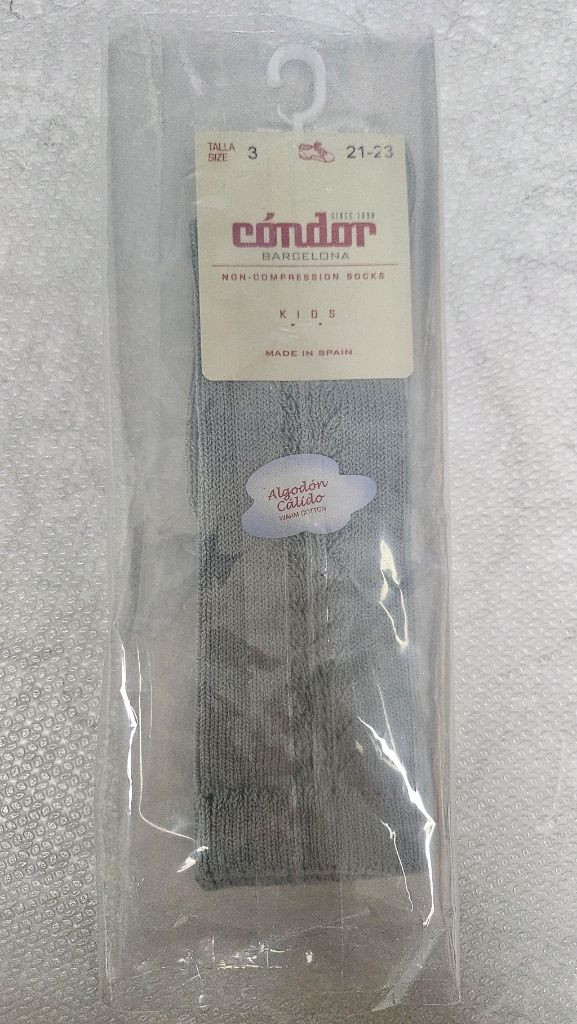 TALLA SIZE 3 21-23
SINCE 1898
cóndor
BARCELONA
NON-COMPRESSION SOCKS
KIDS
MADE IN SPAIN
Algodón
Cálido
WARM COTTON